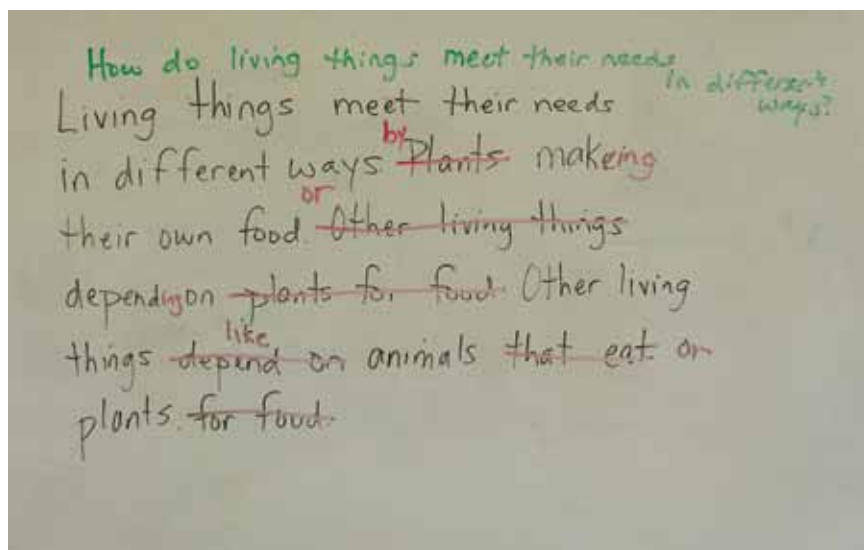 How do living things meet their needs
in different
ways?
Living things meet their needs
by
in different ways Plants makeing
or
their own food. Other living things
dependingon plants for food. Other living
like
things depend on animals that eat or
plants. for food.